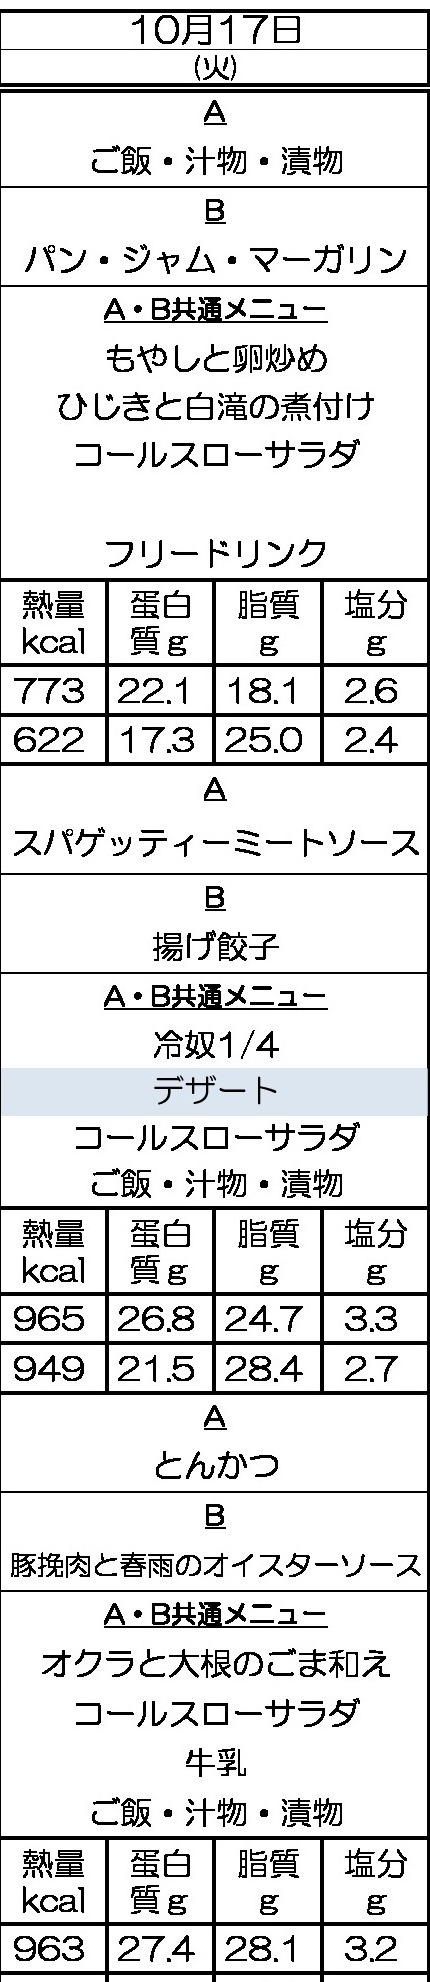 10月17日
(火)
A
ご飯・汁物・漬物
B
パン・ジャム・マーガリン
A・B共通メニュー
もやしと卵炒め
ひじきと白滝の煮付け
コールスローサラダ
フリードリンク
熱量 蛋白 脂質 塩分
kcal 質g g g
773 22.1 18.1 2.6
622 17.3 25.0 2.4
A
スパゲッティーミートソース
B
揚げ餃子
A・B共通メニュー
冷奴1/4
デザート
コールスローサラダ
ご飯・汁物・漬物
熱量 蛋白 脂質 塩分
kcal 質g g g
965 26.8 24.7 3.3
949 21.5 28.4 2.7
A
とんかつ
B
豚挽肉と春雨のオイスターソース
A・B共通メニュー
オクラと大根のごま和え
コールスローサラダ
牛乳
ご飯・汁物・漬物
熱量 蛋白 脂質 塩分
kcal 質g g g
963 27.4 28.1 3.2